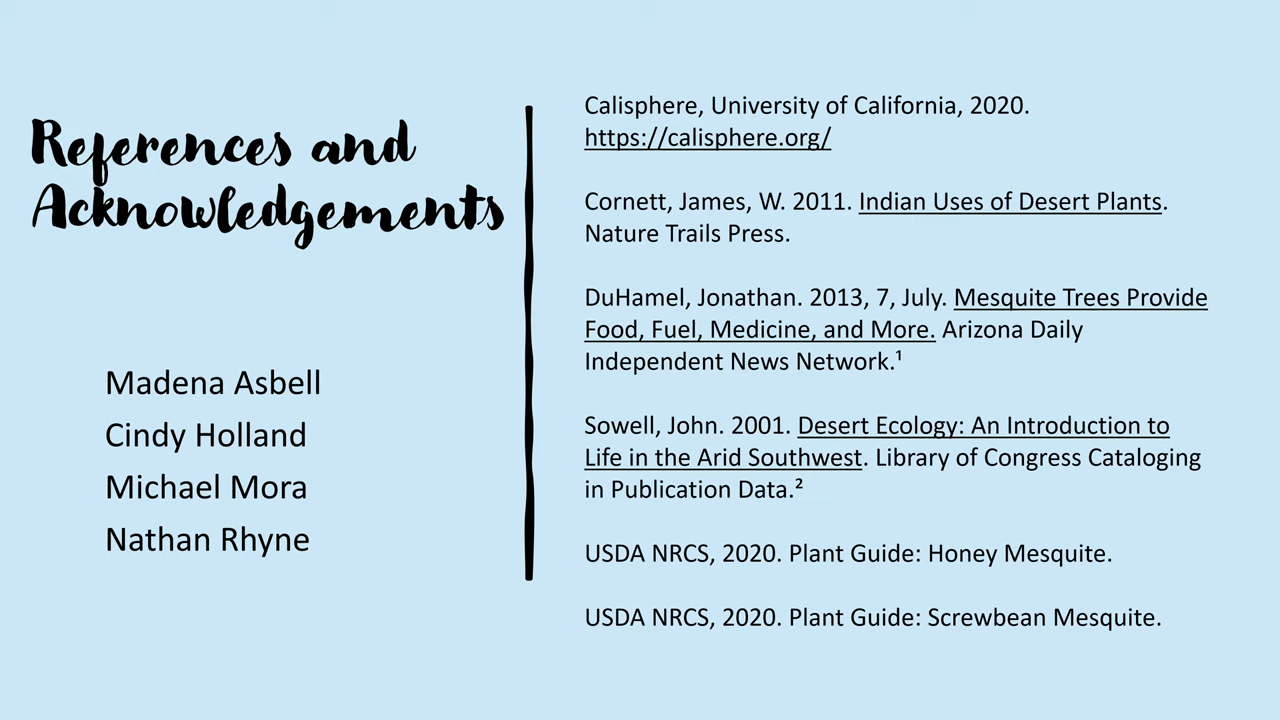 References and
Acknowledgements
Madena Asbell
Cindy Holland
Michael Mora
Nathan Rhyne
Calisphere, University of California, 2020.
https://calisphere.org/
Cornett, James, W. 2011. Indian Uses of Desert Plants.
Nature Trails Press.
DuHamel, Jonathan. 2013, 7, July. Mesquite Trees Provide
Food, Fuel, Medicine, and More. Arizona Daily
Independent News Network.¹
Sowell, John. 2001. Desert Ecology: An Introduction to
Life in the Arid Southwest. Library of Congress Cataloging
in Publication Data.²
USDA NRCS, 2020. Plant Guide: Honey Mesquite.
USDA NRCS, 2020. Plant Guide: Screwbean Mesquite.